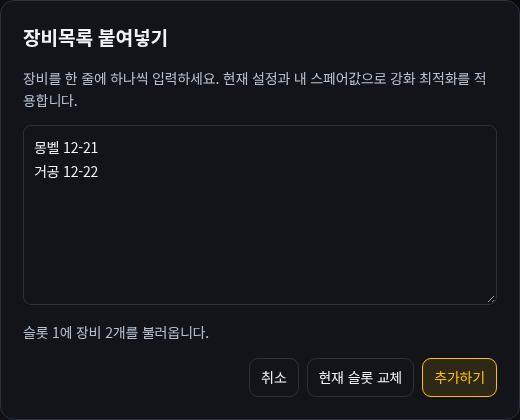 장비목록 붙여넣기
장비를 한 줄에 하나씩 입력하세요. 현재 설정과 내 스페어값으로 강화 최적화를 적
용합니다.
몽벨 12-21
거공 12-22
슬롯 1에 장비 2개를 불러옵니다.
취소
현재 슬롯 교체
추가하기